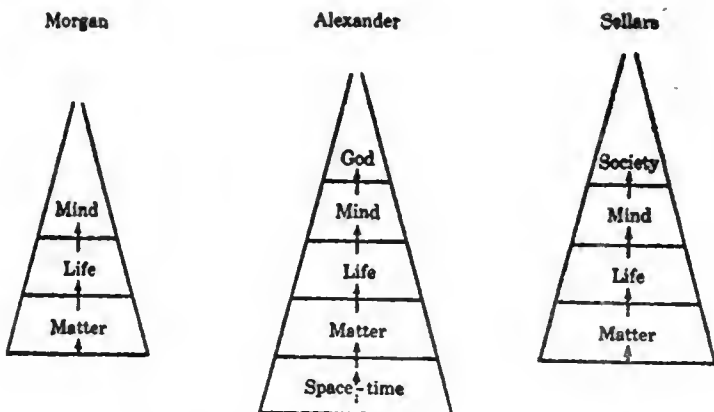 Morgan
Alexander
Sellars
Mind
Life
Matter
God
Mind
Life
Matter
Space-time
Society
Mind
Life
Matter